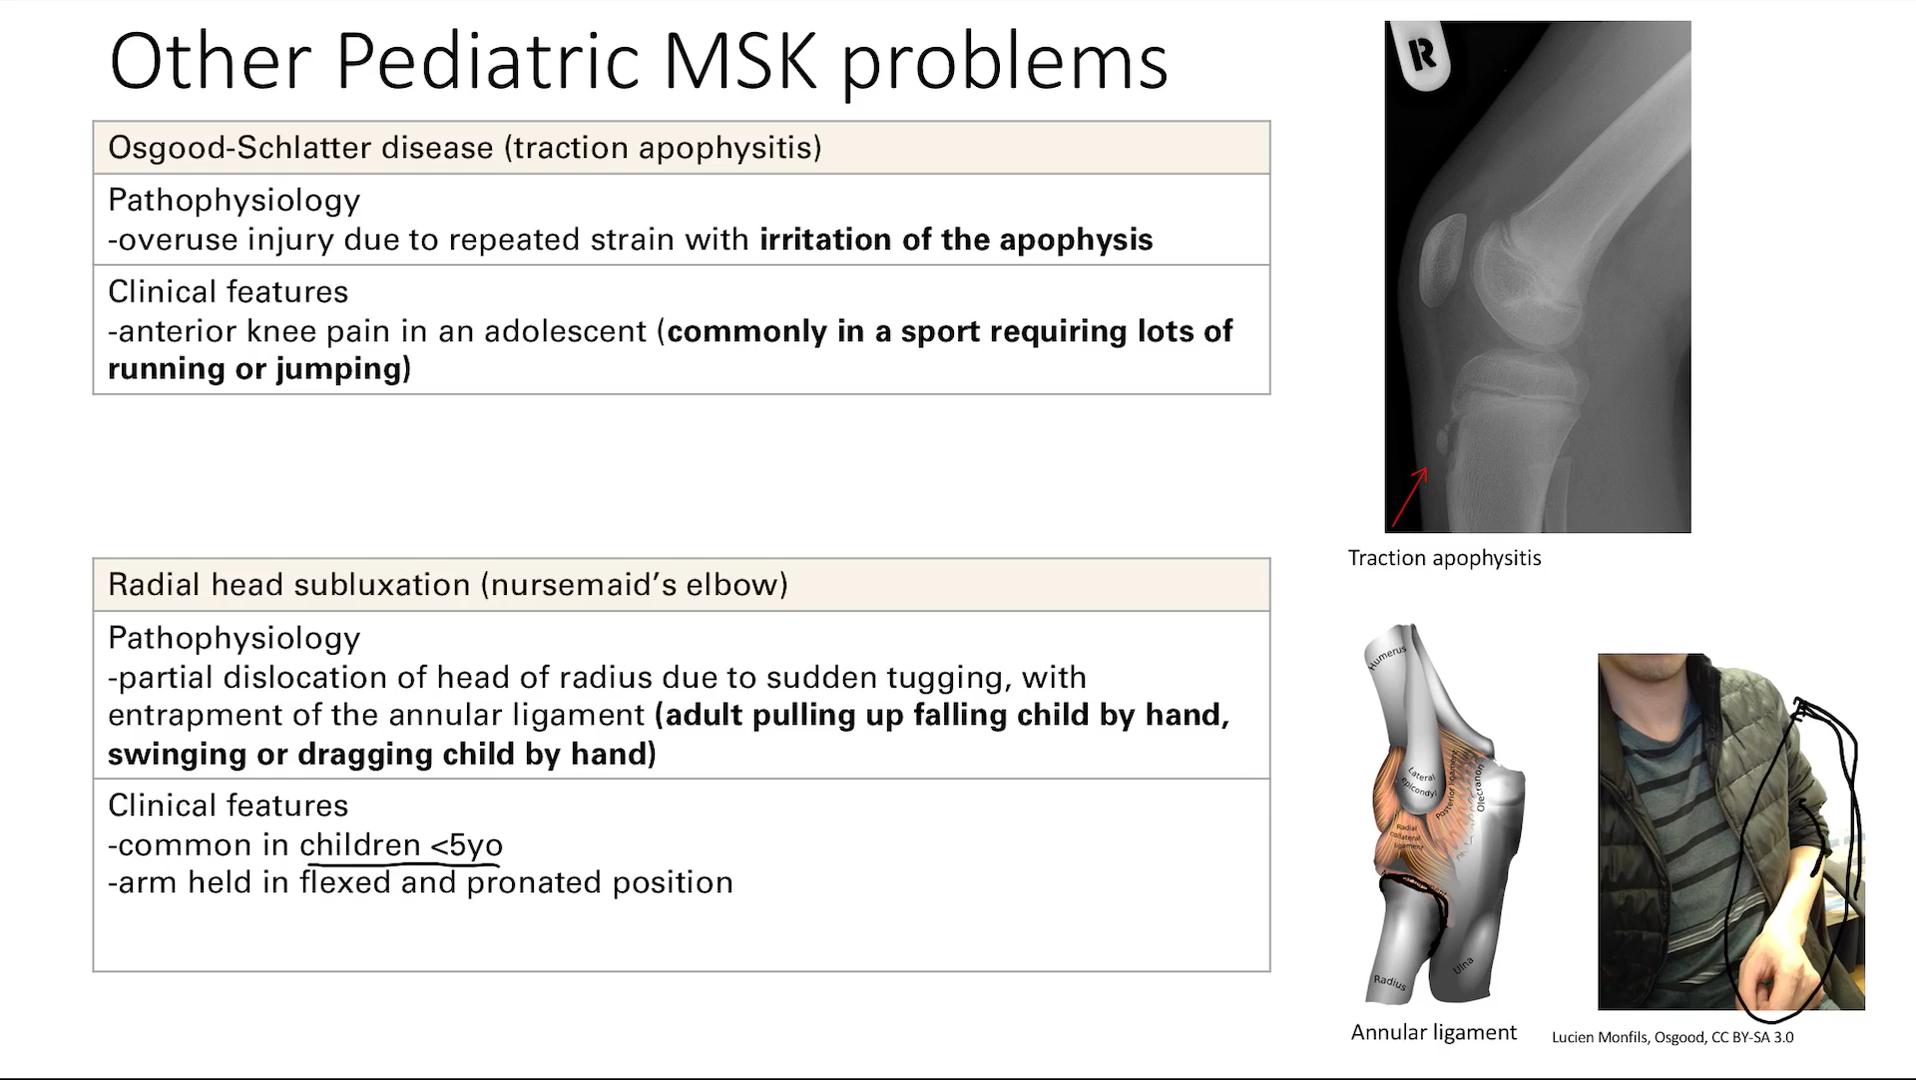 Other Pediatric MSK problems
Osgood-Schlatter disease (traction apophysitis)
Pathophysiology
-overuse injury due to repeated strain with irritation of the apophysis
Clinical features
-anterior knee pain in an adolescent (commonly in a sport requiring lots of
running or jumping)
R
Traction apophysitis
Radial head subluxation (nursemaid's elbow)
Pathophysiology
-partial dislocation of head of radius due to sudden tugging, with
entrapment of the annular ligament (adult pulling up falling child by hand,
swinging or dragging child by hand)
Clinical features
-common in children <5yo
-arm held in flexed and pronated position
Humerus
Lateral
epicondyl
Posterior ligament
Olecranon
Radial
collateral
ligament
Radius
Ulna
Annular ligament
Lucien Monfils, Osgood, CC BY-SA 3.0